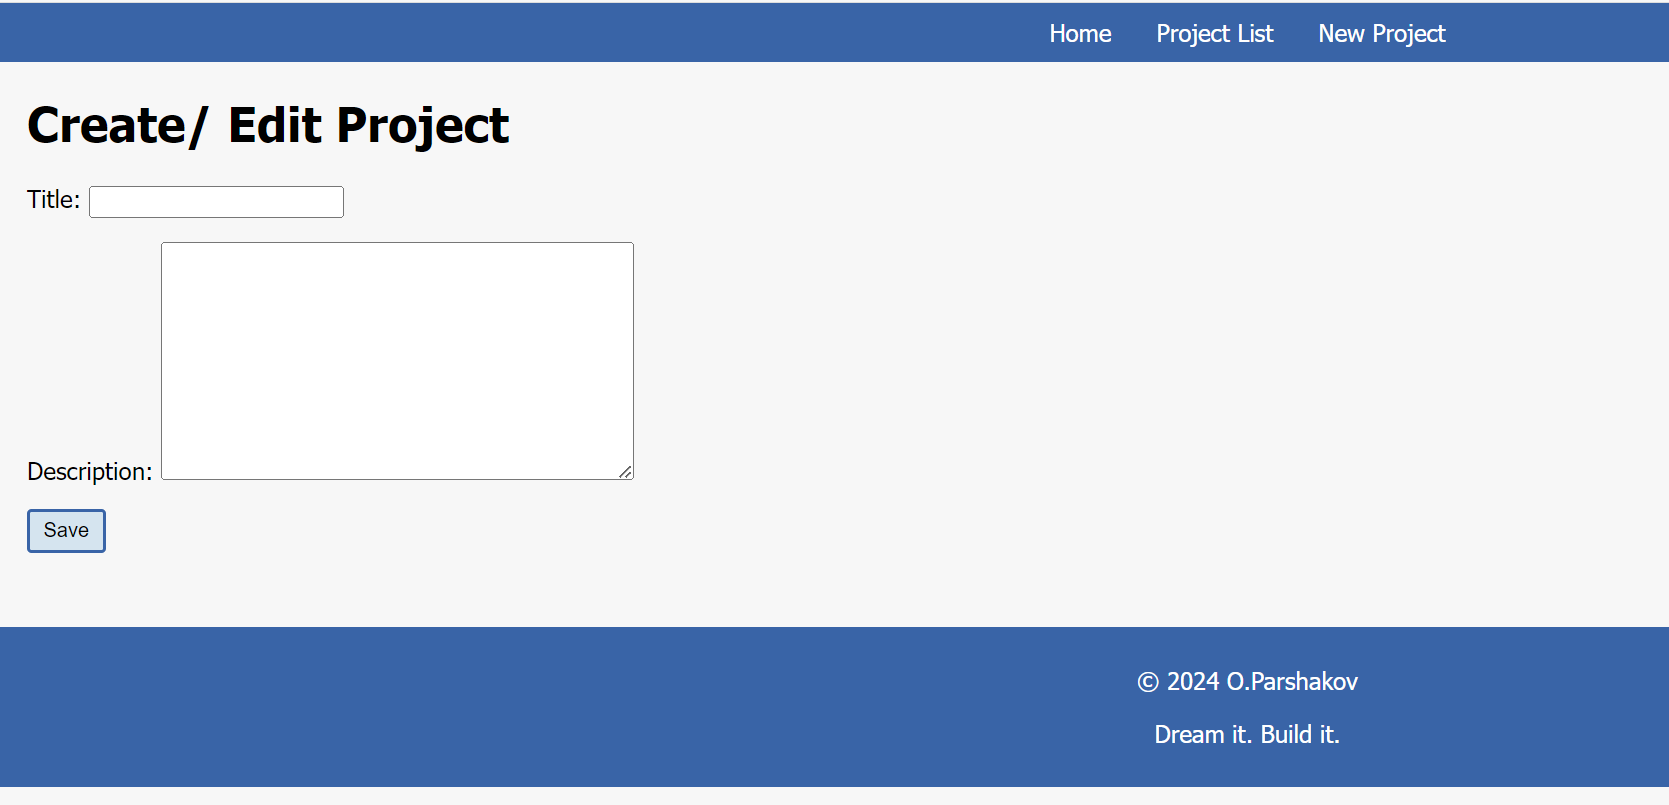 Home Project List New Project
Create/ Edit Project
Title:
Description:
Save
© 2024 O.Parshakov
Dream it. Build it.